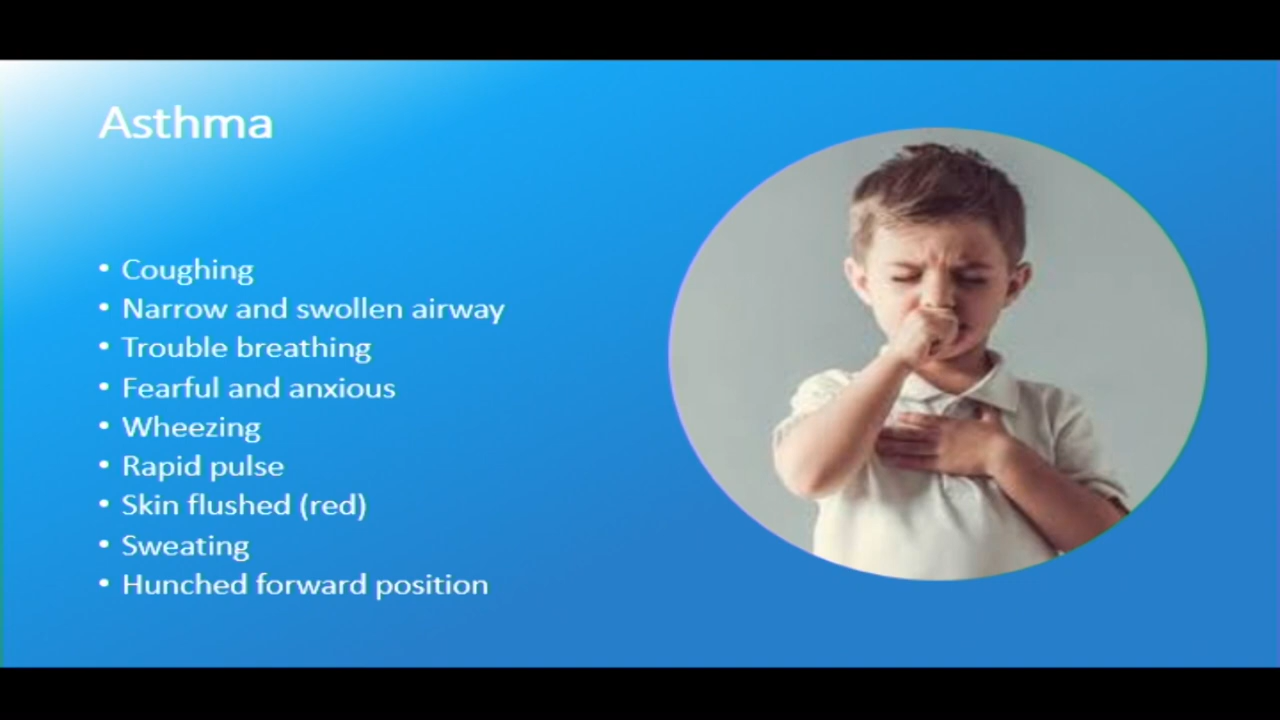 Asthma
• Coughing
• Narrow and swollen airway
• Trouble breathing
• Fearful and anxious
• Wheezing
• Rapid pulse
• Skin flushed (red)
• Sweating
• Hunched forward position